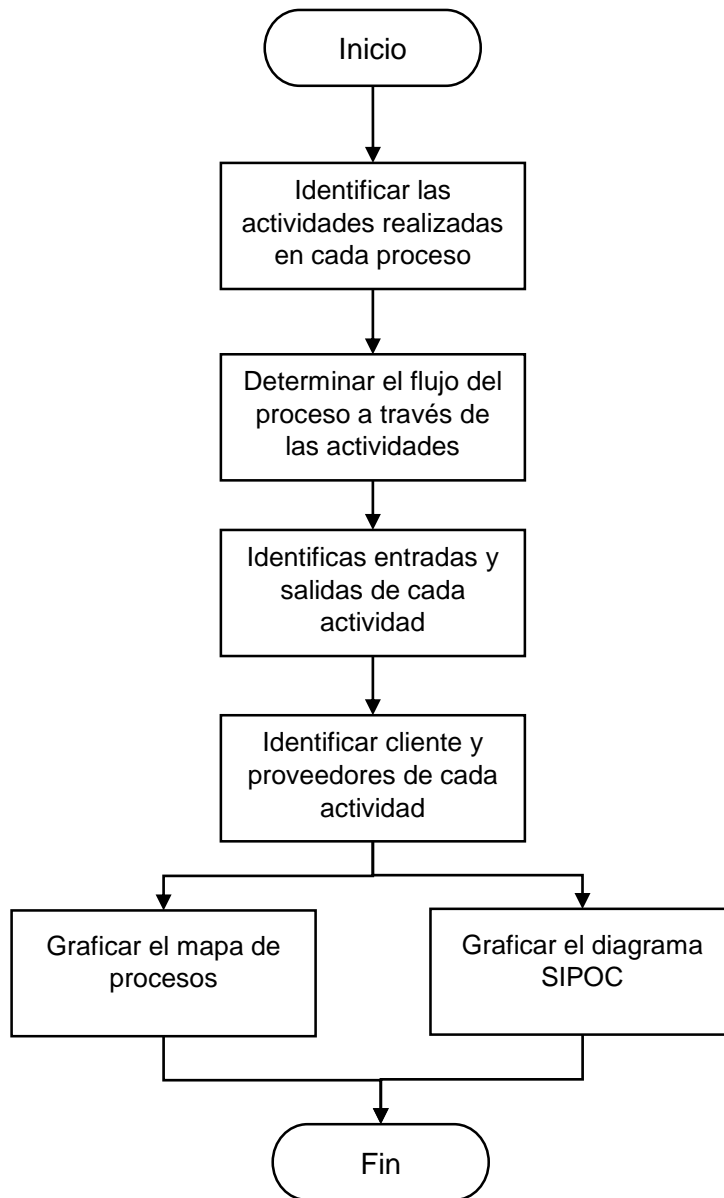 Inicio
Identificar las
actividades realizadas
en cada proceso
Determinar el flujo del
proceso a través de
las actividades
Identificas entradas y
salidas de cada
actividad
Identificar cliente y
proveedores de cada
actividad
Graficar el mapa de
procesos
Graficar el diagrama
SIPOC
Fin